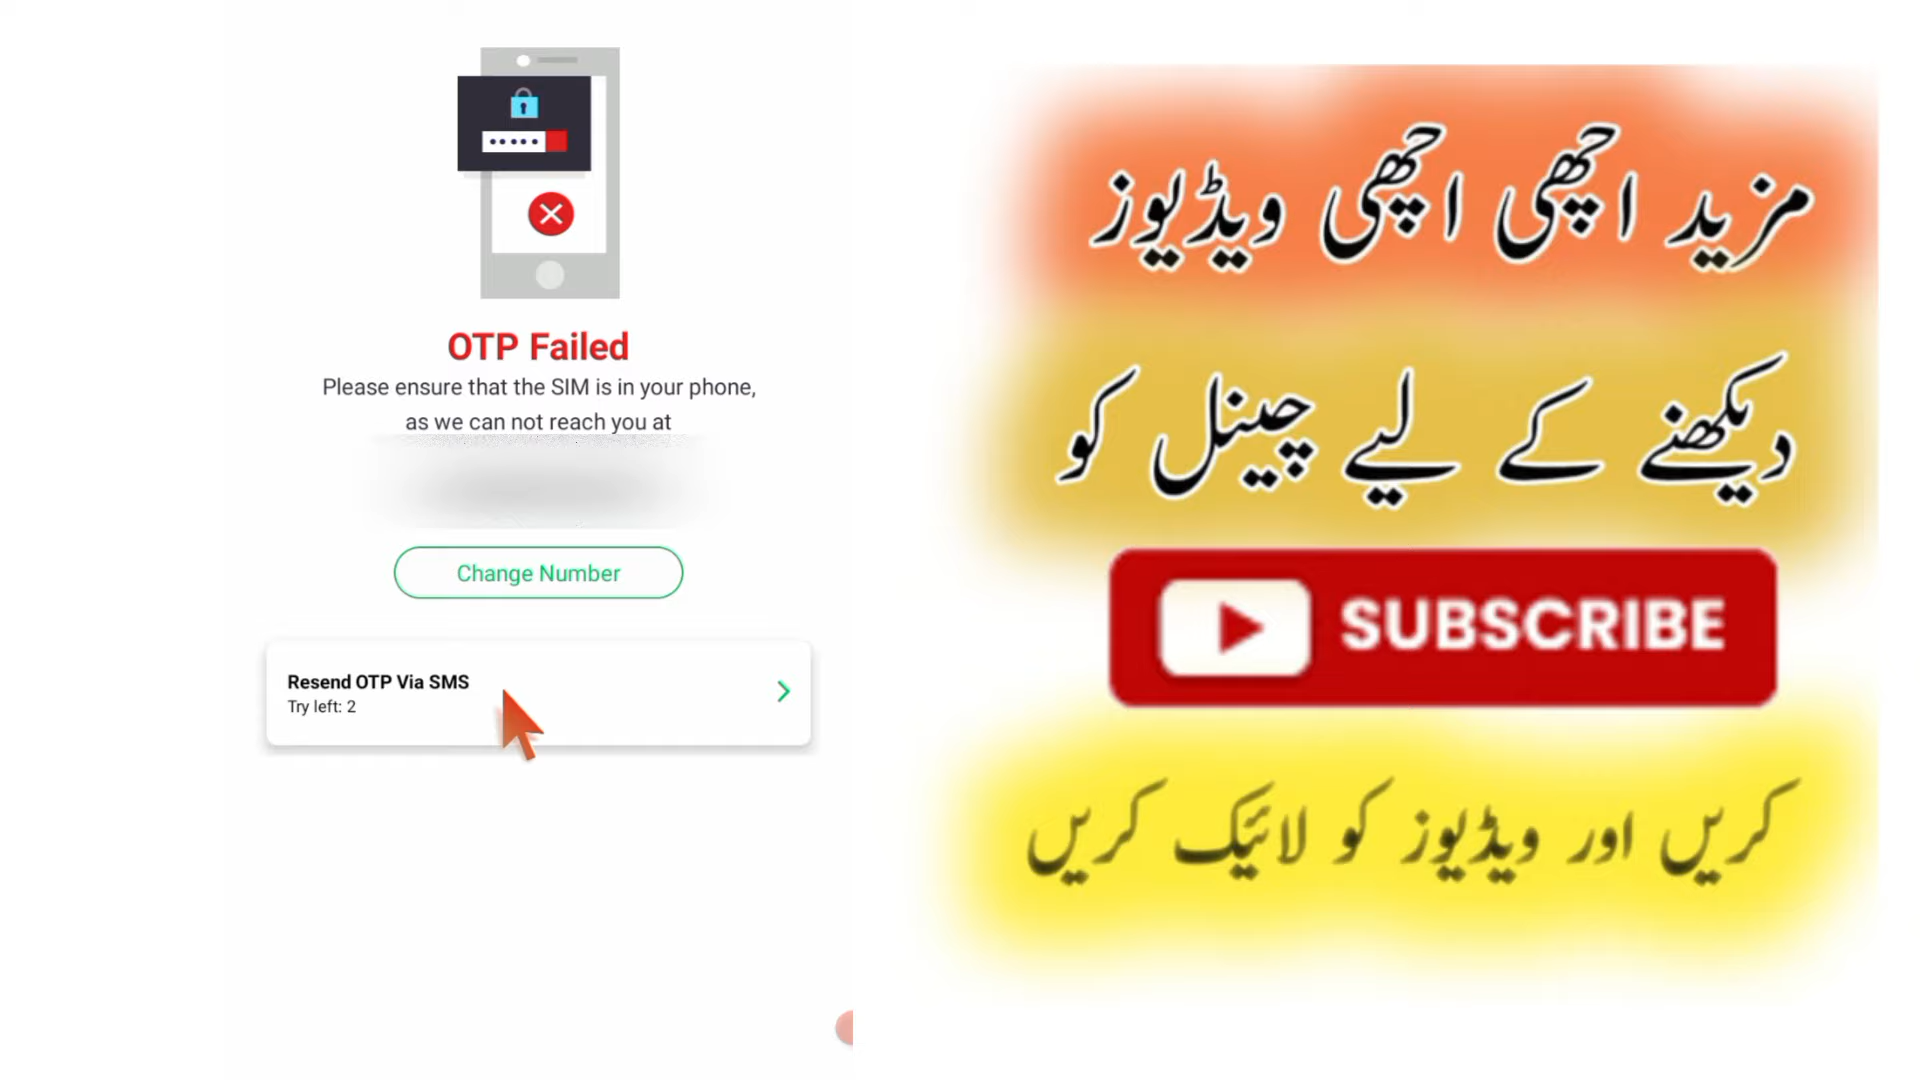 OTP Failed
Please ensure that the SIM is in your phone,
as we can not reach you at
Change Number
Resend OTP Via SMS
Try left: 2
مزید اچھی اچھی ویڈیوز
دیکھنے کے لیے چینل کو
SUBSCRIBE
کریں اور ویڈیوز کو لائیک کریں